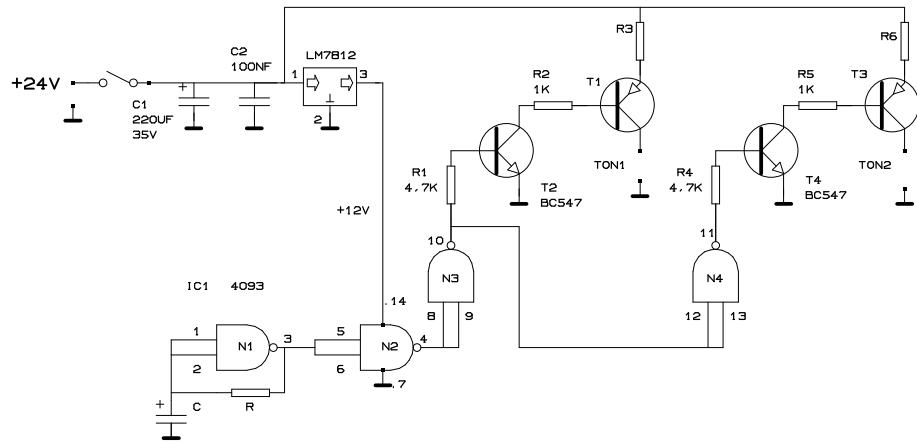 R3
R6
C2
100NF
LM7812
+24V
1
3
2
+
C1
220UF
35V
R2
1K
T1
R5
1K
T3
R1
4,7K
T2
BC547
TON1
R4
4,7K
T4
BC547
TON2
+12V
10
11
N3
N4
8
9
12
13
IC1 4093
.14
1
2
N1
3
5
6
N2
4
.7
+
C
R